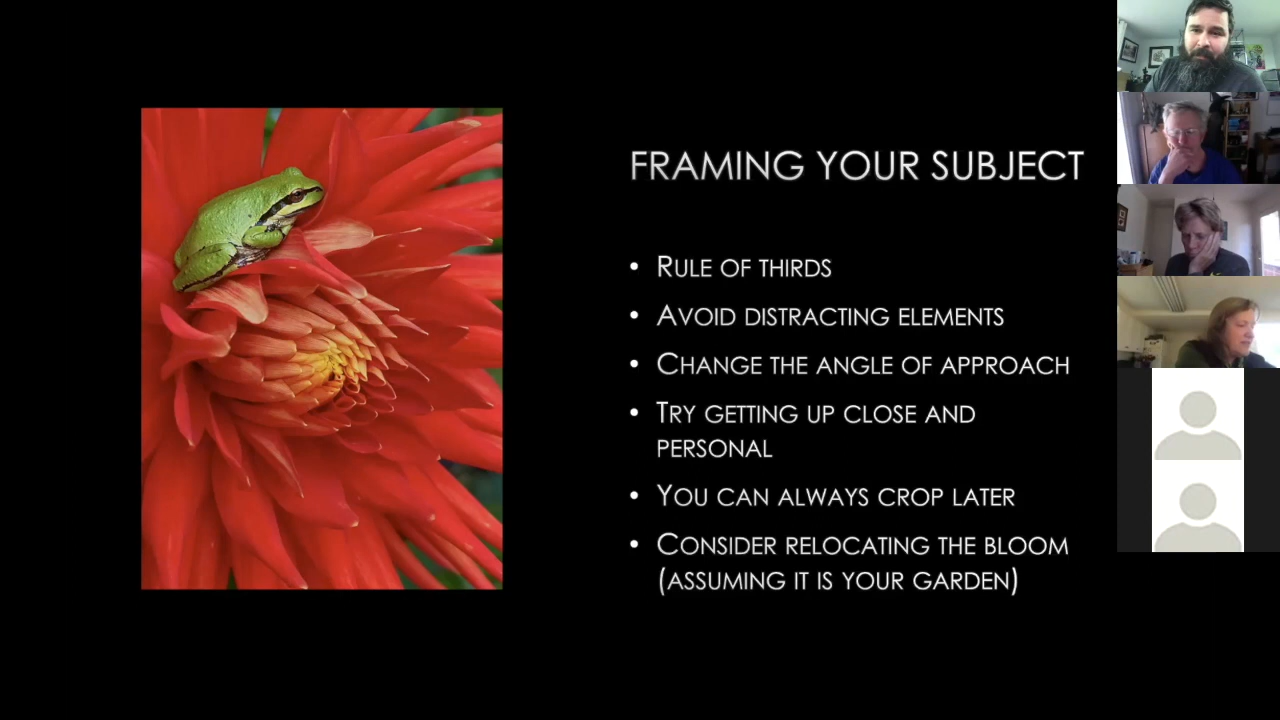 FRAMING YOUR SUBJECT
• RULE OF THIRDS
• AVOID DISTRACTING ELEMENTS
• CHANGE THE ANGLE OF APPROACH
• TRY GETTING UP CLOSE AND
PERSONAL
• YOU CAN ALWAYS CROP LATER
• CONSIDER RELOCATING THE BLOOM
(ASSUMING IT IS YOUR GARDEN)